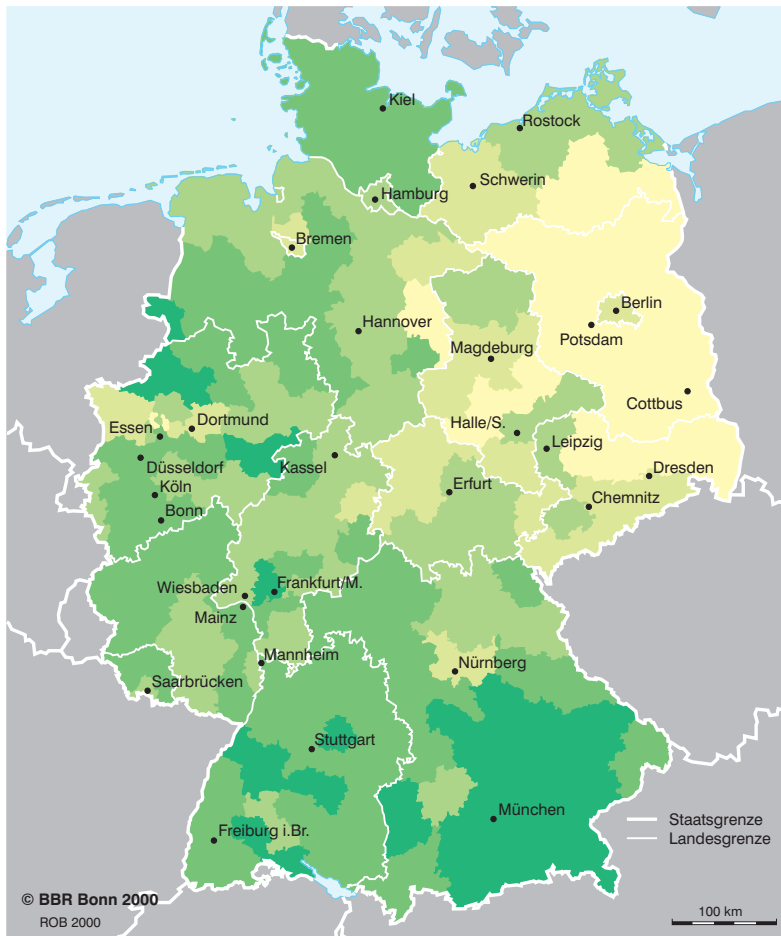 Kiel
Rostock
Schwerin
Hamburg
Bremen
Berlin
Hannover
Potsdam
Magdeburg
Cottbus
Dortmund
Essen
Halle/S.
Leipzig
Düsseldorf
Kassel
Dresden
Köln
Erfurt
Chemnitz
Bonn
Wiesbaden
Frankfurt/M.
Mainz
Mannheim
Nürnberg
Saarbrücken
Stuttgart
München
Staatsgrenze
Landesgrenze
Freiburg i.Br.
© BBR Bonn 2000
ROB 2000
100 km